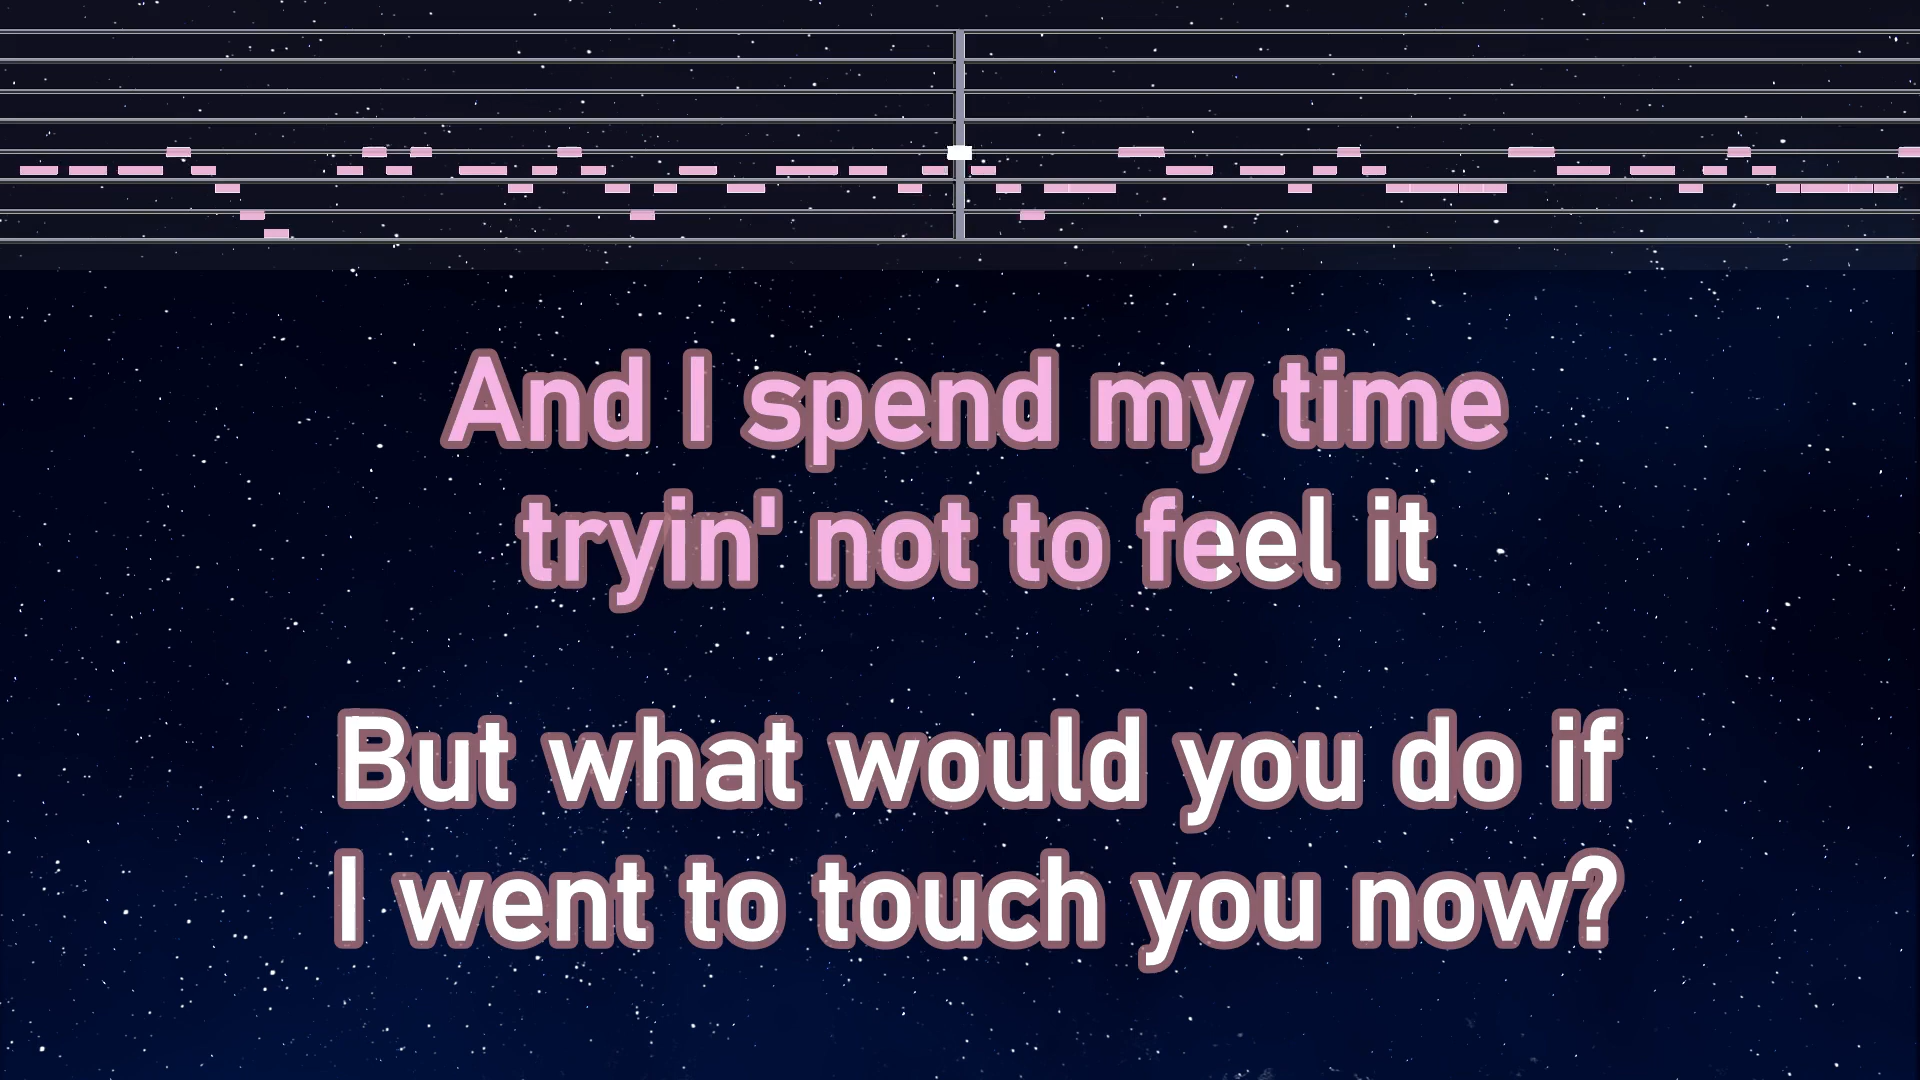 And I spend my time
tryin' not to feel it
But what would you do if
I went to touch you now?